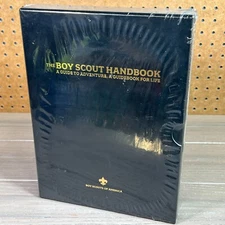 THE BOY SCOUT HANDBOOK
A GUIDE TO ADVENTURE, A GUIDEBOOK FOR LIFE
BOY SCOUTS OF AMERICA